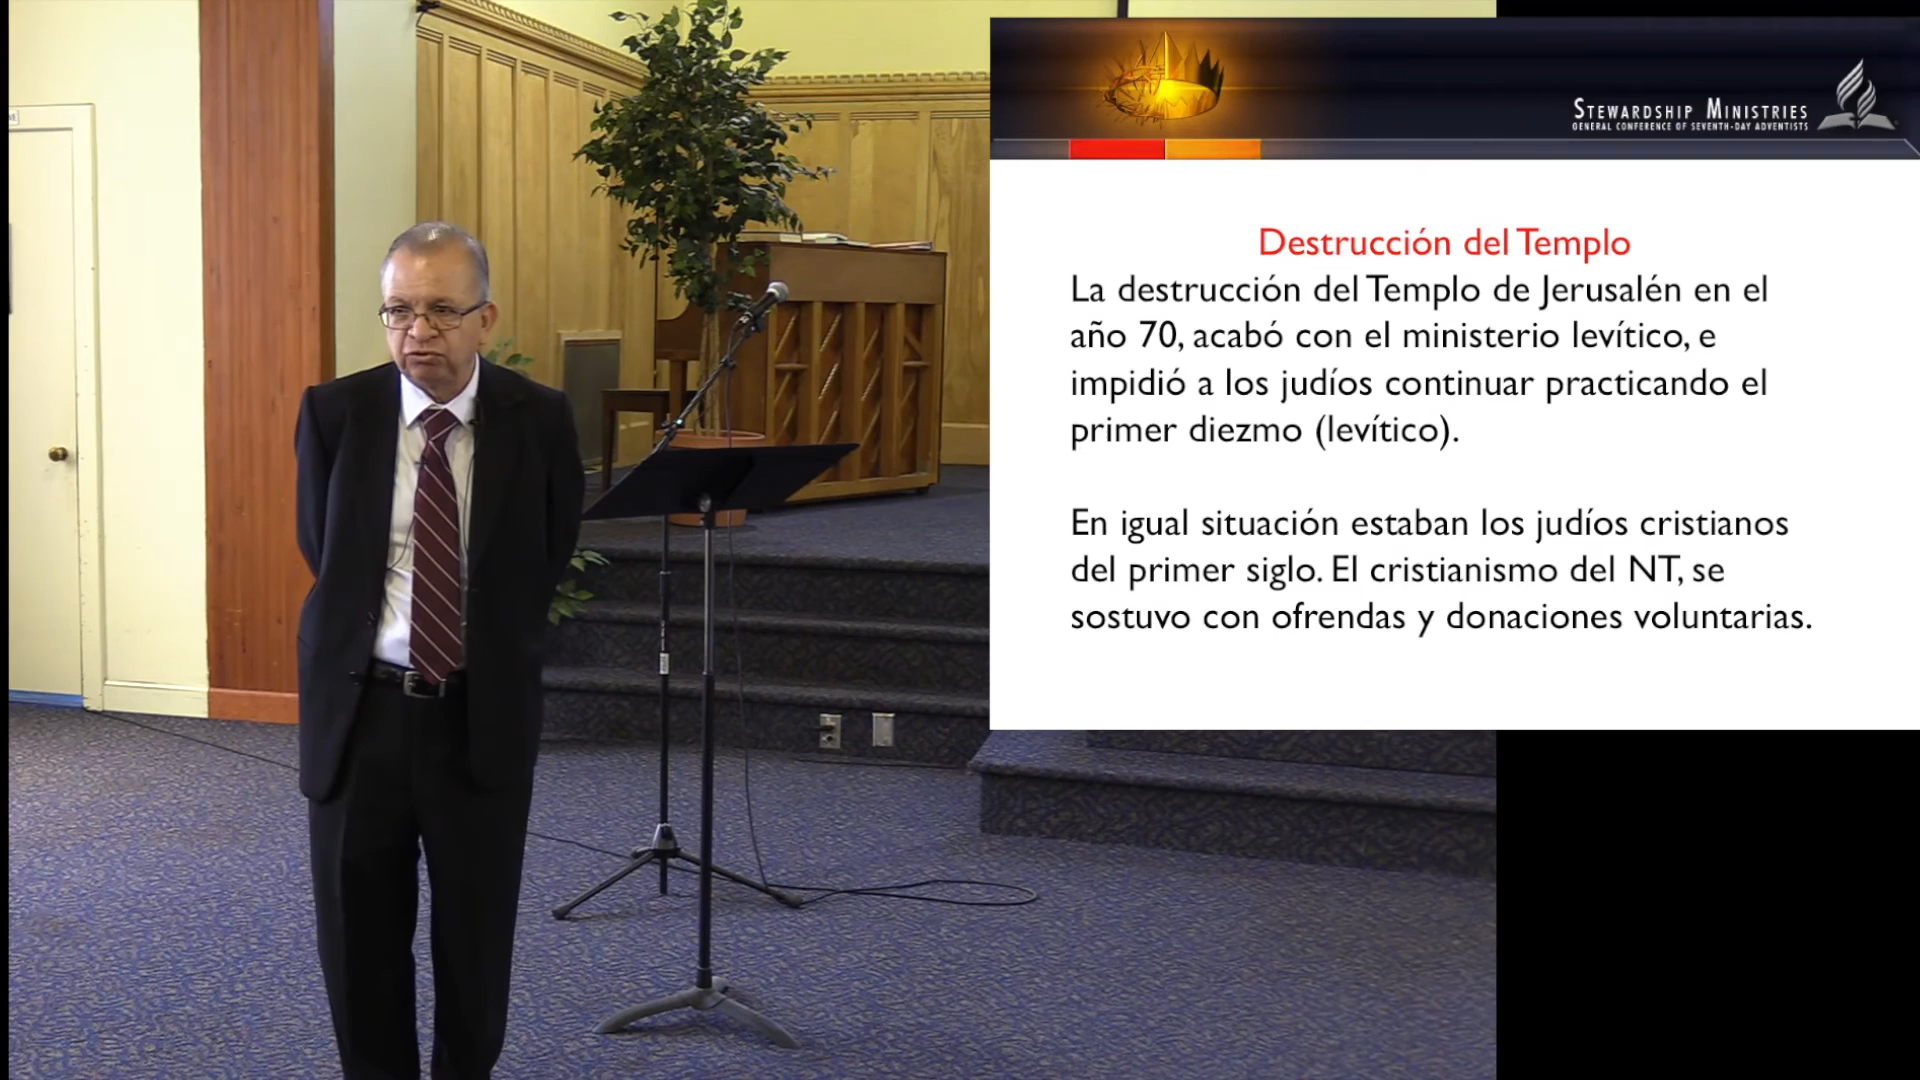 STEWARDSHIP MINISTRIES
GENERAL CONFERENCE OF SEVENTH-DAY ADVENTISTS
Destrucción del Templo
La destrucción del Templo de Jerusalén en el
año 70, acabó con el ministerio levítico, e
impidió a los judíos continuar practicando el
primer diezmo (levítico).
En igual situación estaban los judíos cristianos
del primer siglo. El cristianismo del NT, se
sostuvo con ofrendas y donaciones voluntarias.